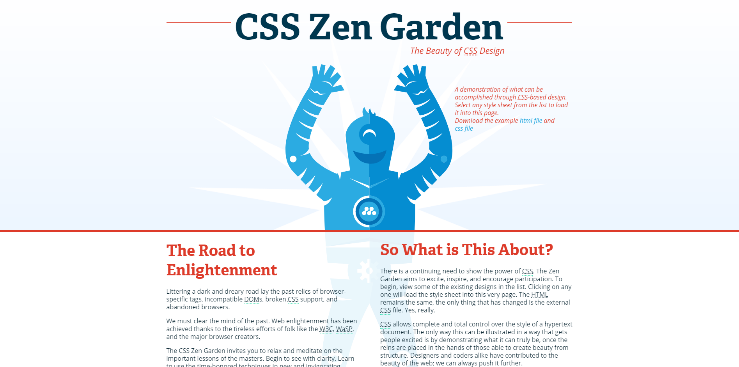 CSS Zen Garden
The Beauty of CSS Design
A demonstration of what can be
accomplished through CSS-based design.
Select any style sheet from the list to load
it into this page.
Download the example html file and
css file
The Road to
Enlightenment
Littering a dark and dreary road lay the past relics of browser
specific tags, incompatible DOMs, broken CSS support, and
abandoned browsers.
We must clear the mind of the past. Web enlightenment has been
achieved thanks to the tireless efforts of folk like the W3C, WaSP,
and the major browser creators.
The CSS Zen Garden invites you to relax and meditate on the
important lessons of the masters. Begin to see with clarity. Learn
to use the time-honored techniques in new and invigorating
So What is This About?
There is a continuing need to show the power of CSS. The Zen
Garden aims to excite, inspire, and encourage participation. To
begin, view some of the existing designs in the list. Clicking on any
one will load the style sheet into this very page. The HTML
remains the same, the only thing that has changed is the external
CSS file. Yes, really.
CSS allows complete and total control over the style of a hypertext
document. The only way this can be illustrated in a way that gets
people excited is by demonstrating what it can truly be, once the
reins are placed in the hands of those able to create beauty from
structure. Designers and coders alike have contributed to the
beauty of the web; we can always push it further.